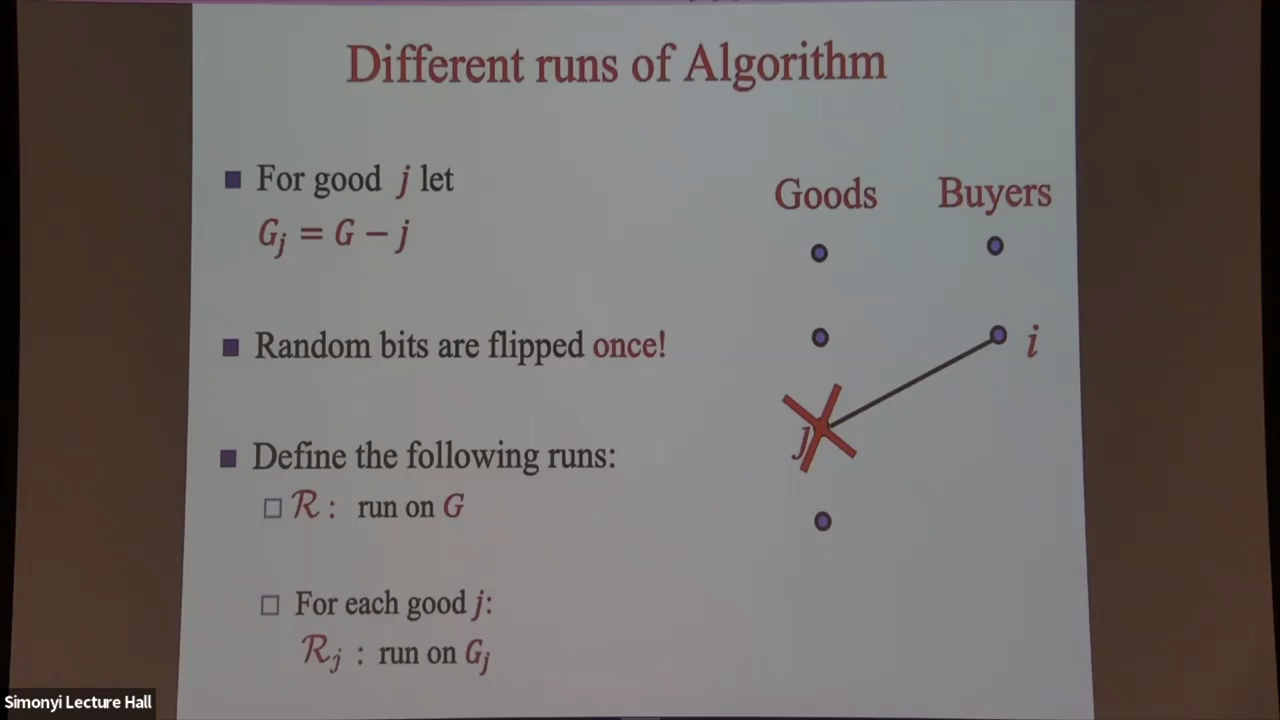 Different runs of Algorithm
■ For good j let
G_j = G − j
■ Random bits are flipped once!
■ Define the following runs:
□ ℛ : run on G
□ For each good j:
ℛ_j : run on G_j
Goods Buyers
i
j
Simonyi Lecture Hall